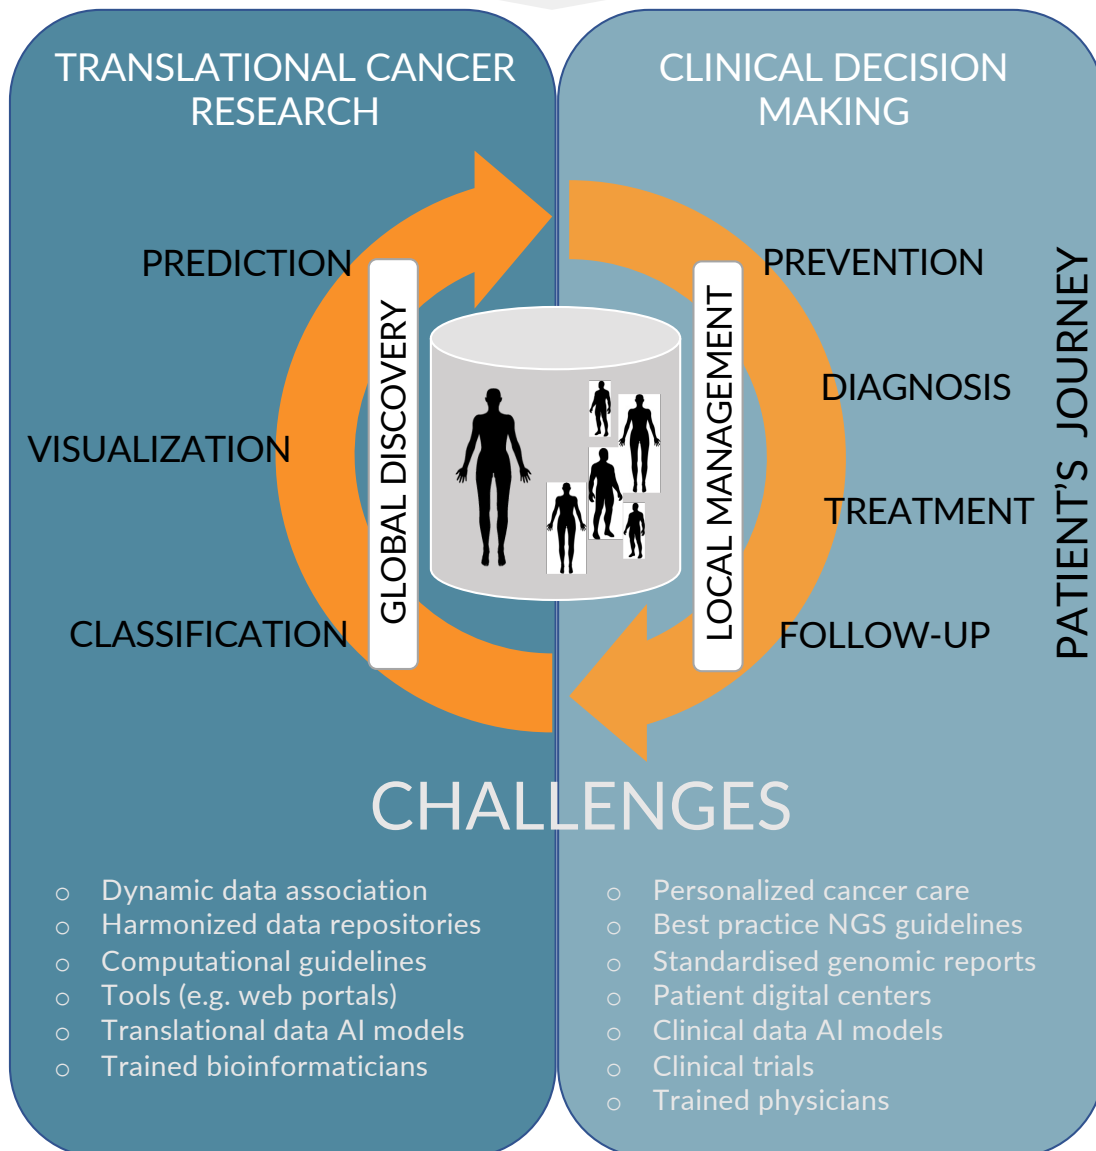 TRANSLATIONAL CANCER
RESEARCH
PREDICTION
VISUALIZATION
CLASSIFICATION
GLOBAL DISCOVERY
CLINICAL DECISION
MAKING
LOCAL MANAGEMENT
PREVENTION
DIAGNOSIS
TREATMENT
FOLLOW-UP
PATIENT'S JOURNEY
CHALLENGES
○ Dynamic data association
○ Harmonized data repositories
○ Computational guidelines
○ Tools (e.g. web portals)
○ Translational data AI models
○ Trained bioinformaticians
○ Personalized cancer care
○ Best practice NGS guidelines
○ Standardised genomic reports
○ Patient digital centers
○ Clinical data AI models
○ Clinical trials
○ Trained physicians